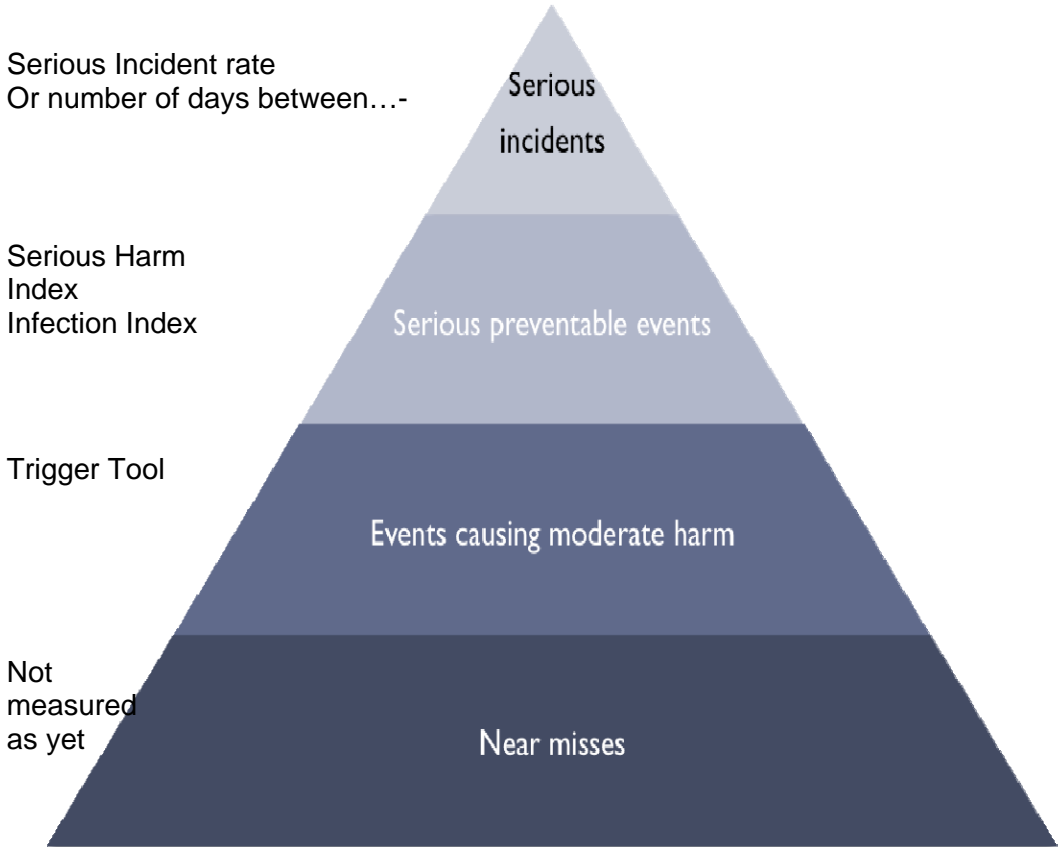 Serious Incident rate
Or number of days between…-
Serious
incidents
Serious Harm
Index
Infection Index
Serious preventable events
Trigger Tool
Events causing moderate harm
Not
measured
as yet
Near misses